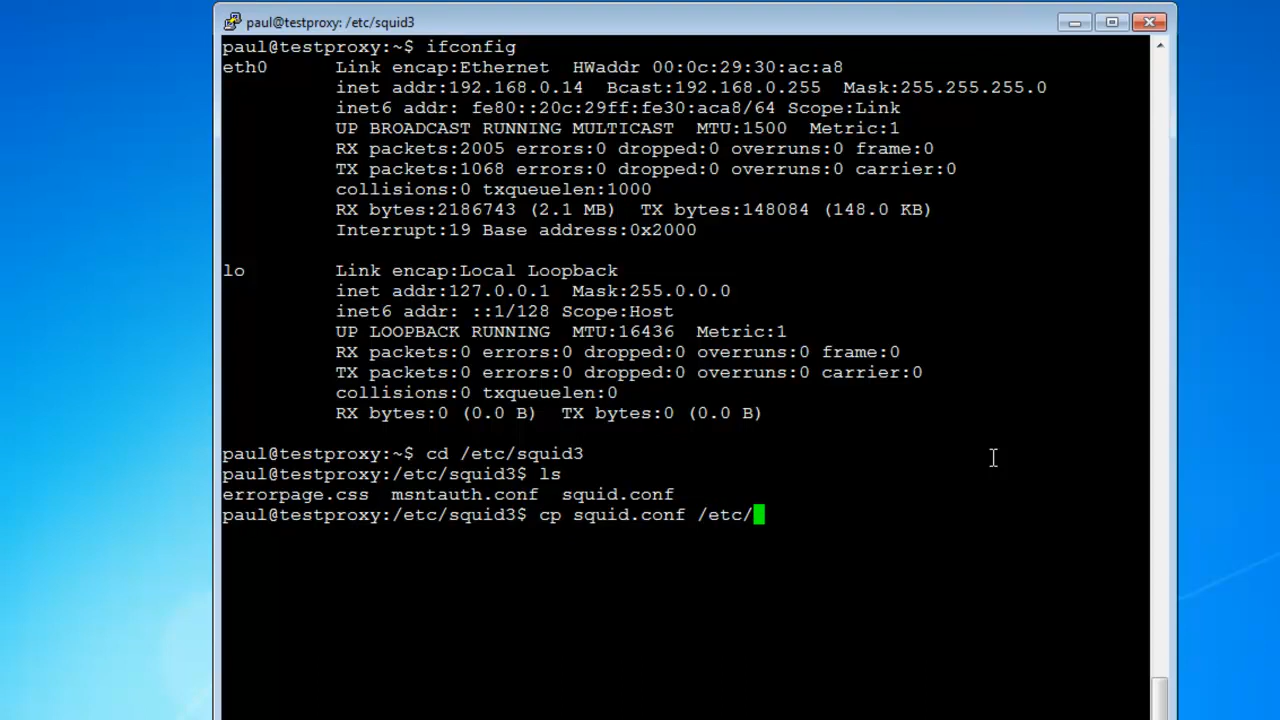 paul@testproxy: /etc/squid3
paul@testproxy:~$ ifconfig
eth0      Link encap:Ethernet  HWaddr 00:0c:29:30:ac:a8
          inet addr:192.168.0.14  Bcast:192.168.0.255  Mask:255.255.255.0
          inet6 addr: fe80::20c:29ff:fe30:aca8/64 Scope:Link
          UP BROADCAST RUNNING MULTICAST  MTU:1500  Metric:1
          RX packets:2005 errors:0 dropped:0 overruns:0 frame:0
          TX packets:1068 errors:0 dropped:0 overruns:0 carrier:0
          collisions:0 txqueuelen:1000
          RX bytes:2186743 (2.1 MB)  TX bytes:148084 (148.0 KB)
          Interrupt:19 Base address:0x2000
lo        Link encap:Local Loopback
          inet addr:127.0.0.1  Mask:255.0.0.0
          inet6 addr: ::1/128 Scope:Host
          UP LOOPBACK RUNNING  MTU:16436  Metric:1
          RX packets:0 errors:0 dropped:0 overruns:0 frame:0
          TX packets:0 errors:0 dropped:0 overruns:0 carrier:0
          collisions:0 txqueuelen:0
          RX bytes:0 (0.0 B)  TX bytes:0 (0.0 B)
paul@testproxy:~$ cd /etc/squid3
paul@testproxy:/etc/squid3$ ls
errorpage.css  msntauth.conf  squid.conf
paul@testproxy:/etc/squid3$ cp squid.conf /etc/